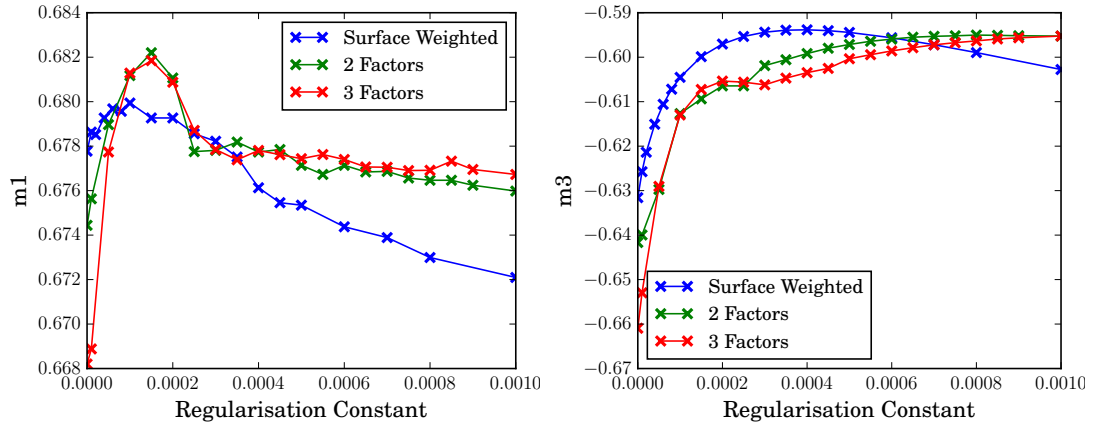 0.684
0.682
0.680
0.678
0.676
0.674
0.672
0.670
0.668
m1
Surface Weighted
2 Factors
3 Factors
0.0000 0.0002 0.0004 0.0006 0.0008 0.0010
Regularisation Constant
−0.59
−0.60
−0.61
−0.62
−0.63
−0.64
−0.65
−0.66
−0.67
m3
Surface Weighted
2 Factors
3 Factors
0.0000 0.0002 0.0004 0.0006 0.0008 0.0010
Regularisation Constant